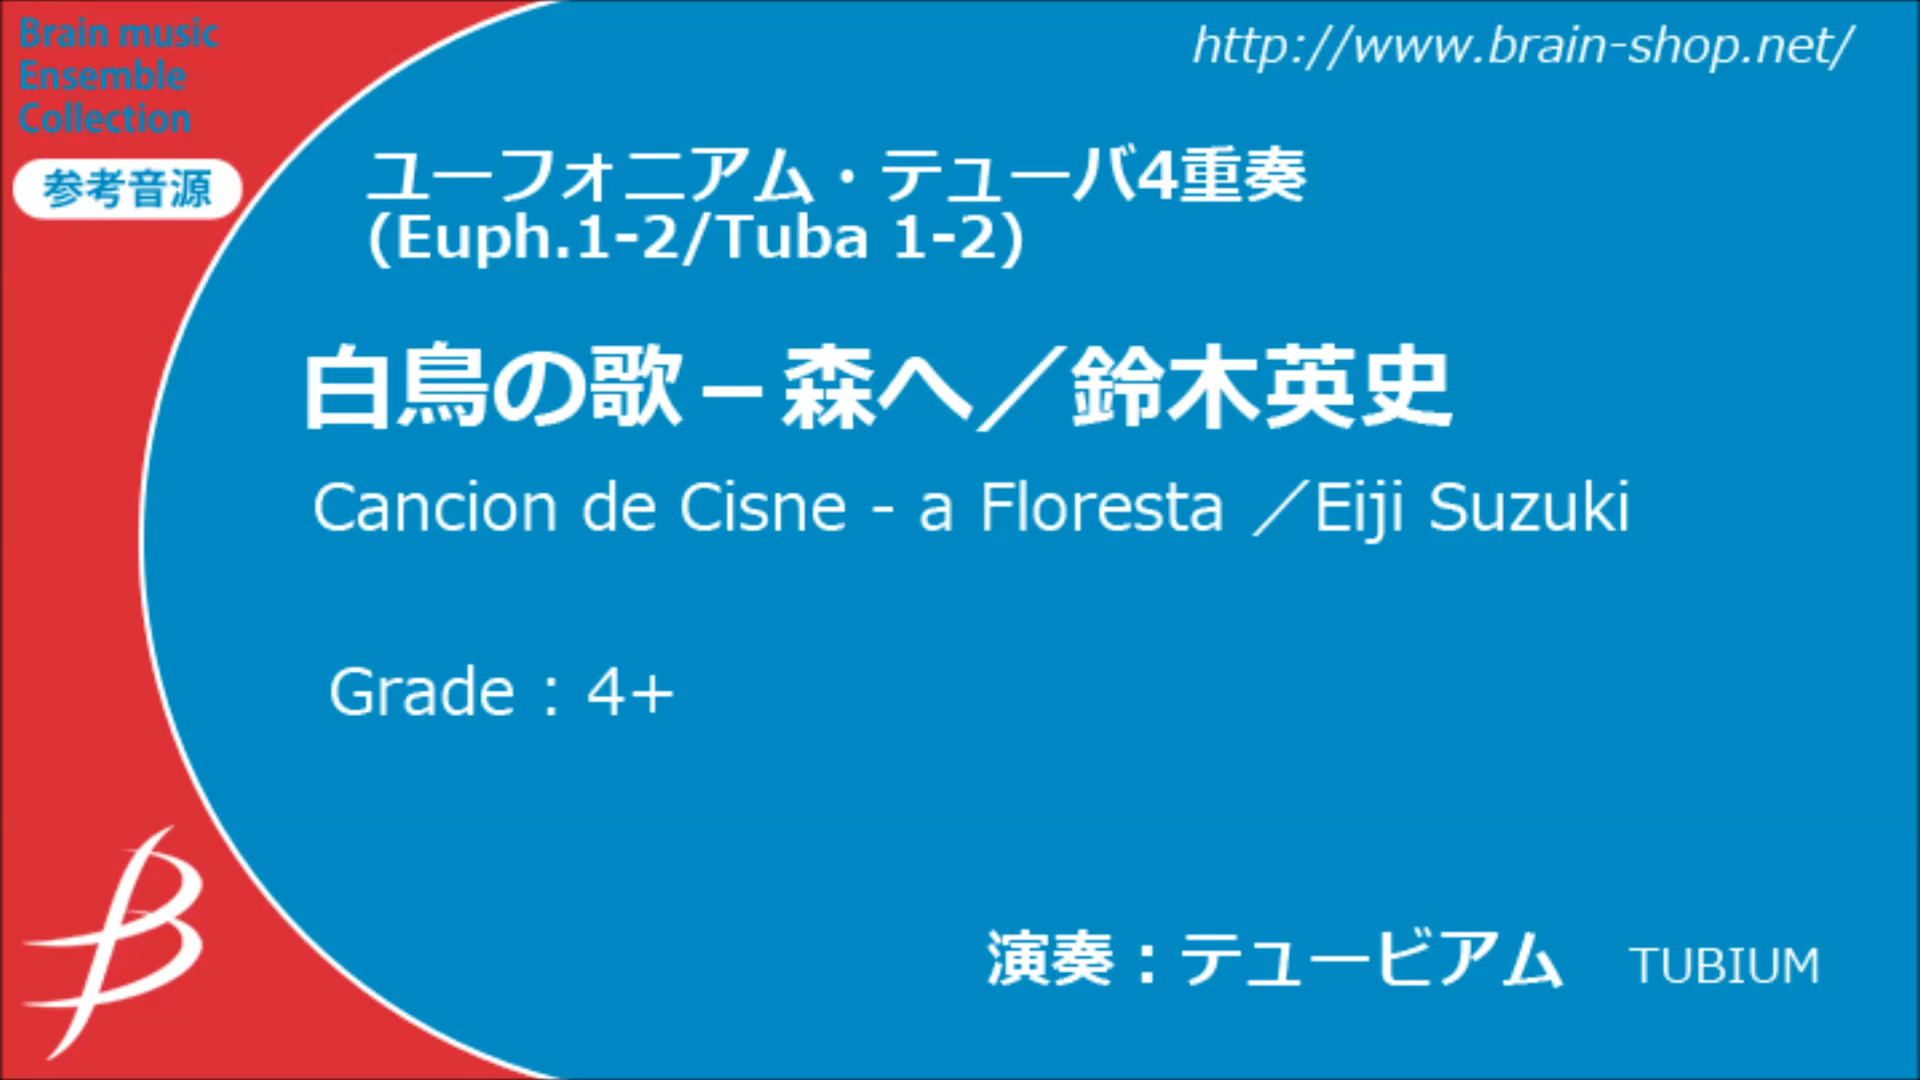 Brain music
Ensemble
Collection
参考音源
http://www.brain-shop.net/
ユーフォニアム・テューバ4重奏
(Euph.1-2/Tuba 1-2)
白鳥の歌－森へ／鈴木英史
Cancion de Cisne - a Floresta ／Eiji Suzuki
Grade : 4+
演奏：テュービアム TUBIUM